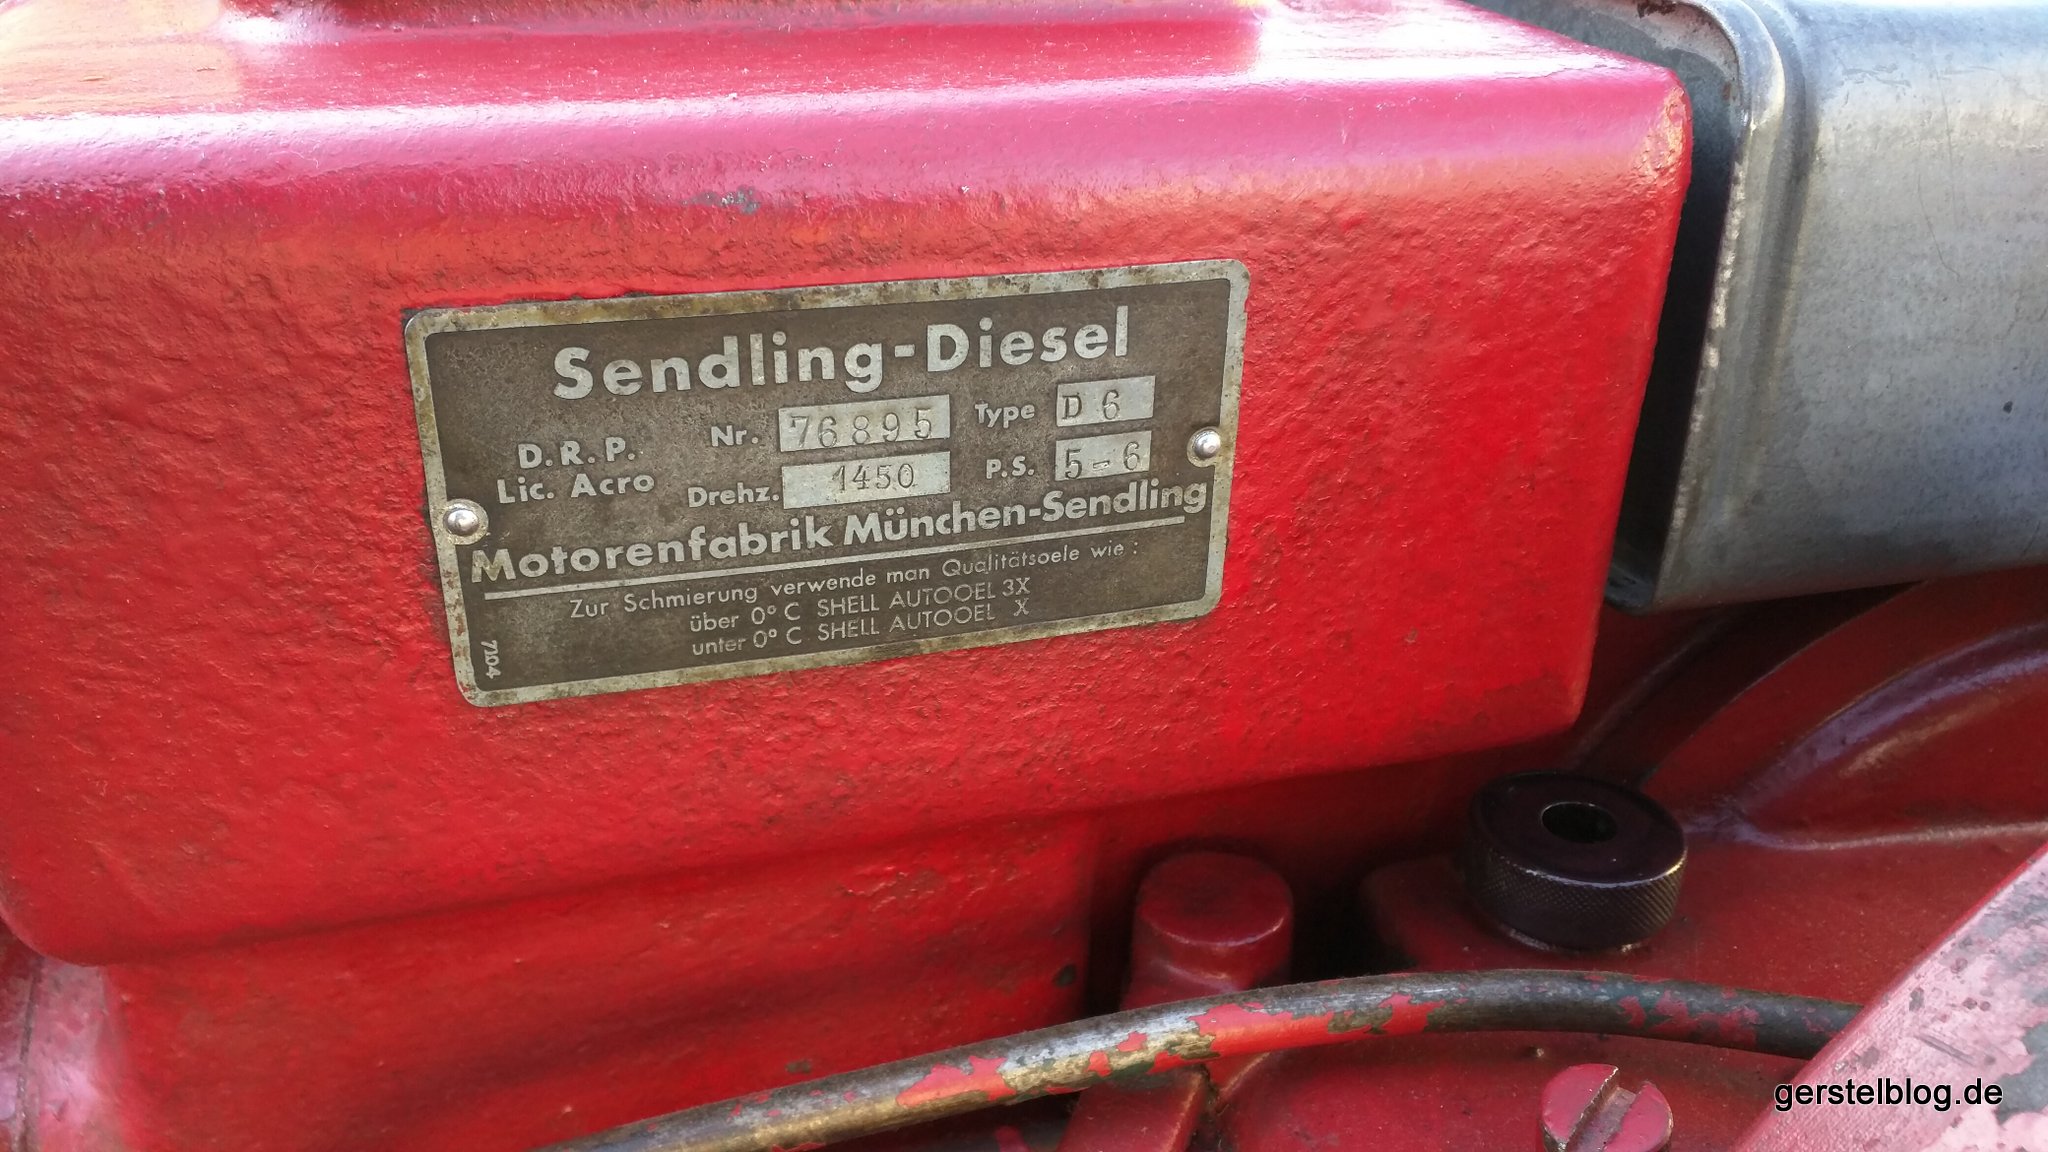 Sendling-Diesel
D.R.P. Nr. 76895 Type D 6
Lic. Acro Drehz. 1450 P.S. 5-6
Motorenfabrik München-Sendling
Zur Schmierung verwende man Qualitätsoele wie:
über 0° C SHELL AUTOOEL 3X
unter 0° C SHELL AUTOOEL X
7104
gerstelblog.de